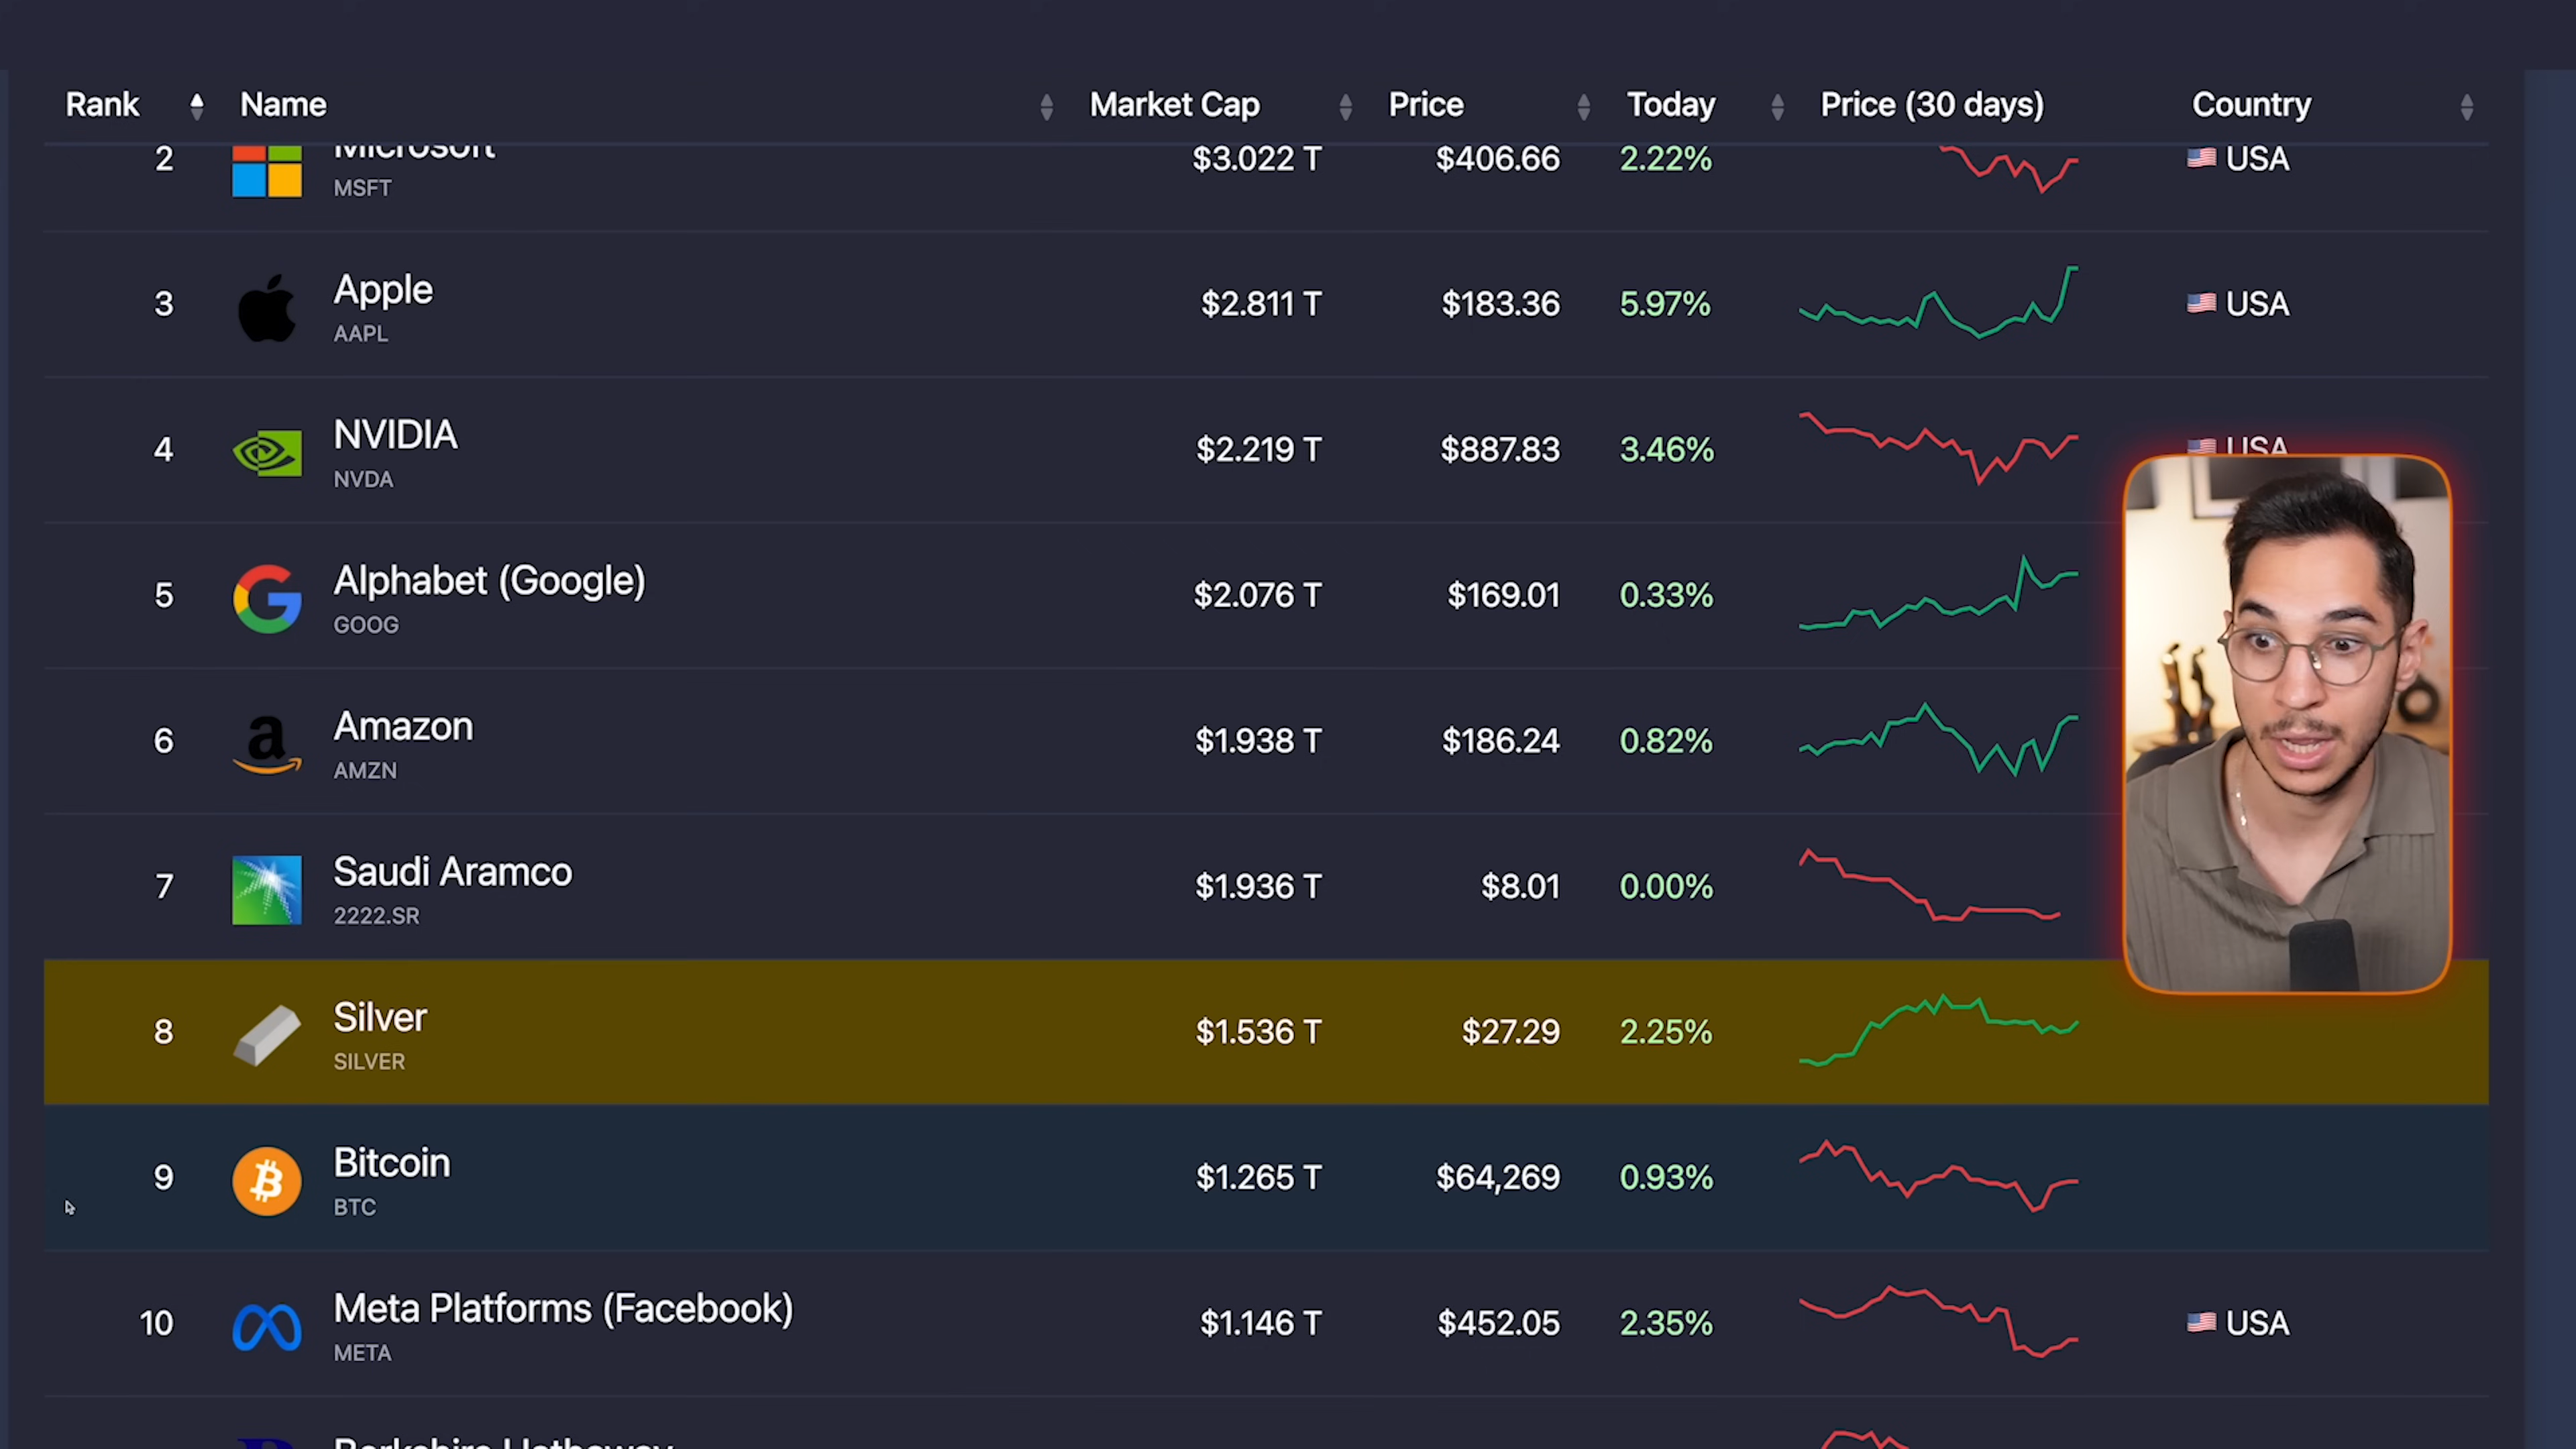 Rank Name Market Cap Price Today Price (30 days) Country
2 Microsoft $3.022 T $406.66 2.22% USA
MSFT
3 Apple $2.811 T $183.36 5.97% USA
AAPL
4 NVIDIA $2.219 T $887.83 3.46% USA
NVDA
5 Alphabet (Google) $2.076 T $169.01 0.33%
GOOG
6 Amazon $1.938 T $186.24 0.82%
AMZN
7 Saudi Aramco $1.936 T $8.01 0.00%
2222.SR
8 Silver $1.536 T $27.29 2.25%
SILVER
9 Bitcoin $1.265 T $64,269 0.93%
BTC
10 Meta Platforms (Facebook) $1.146 T $452.05 2.35% USA
META
Berkshire Hathaway